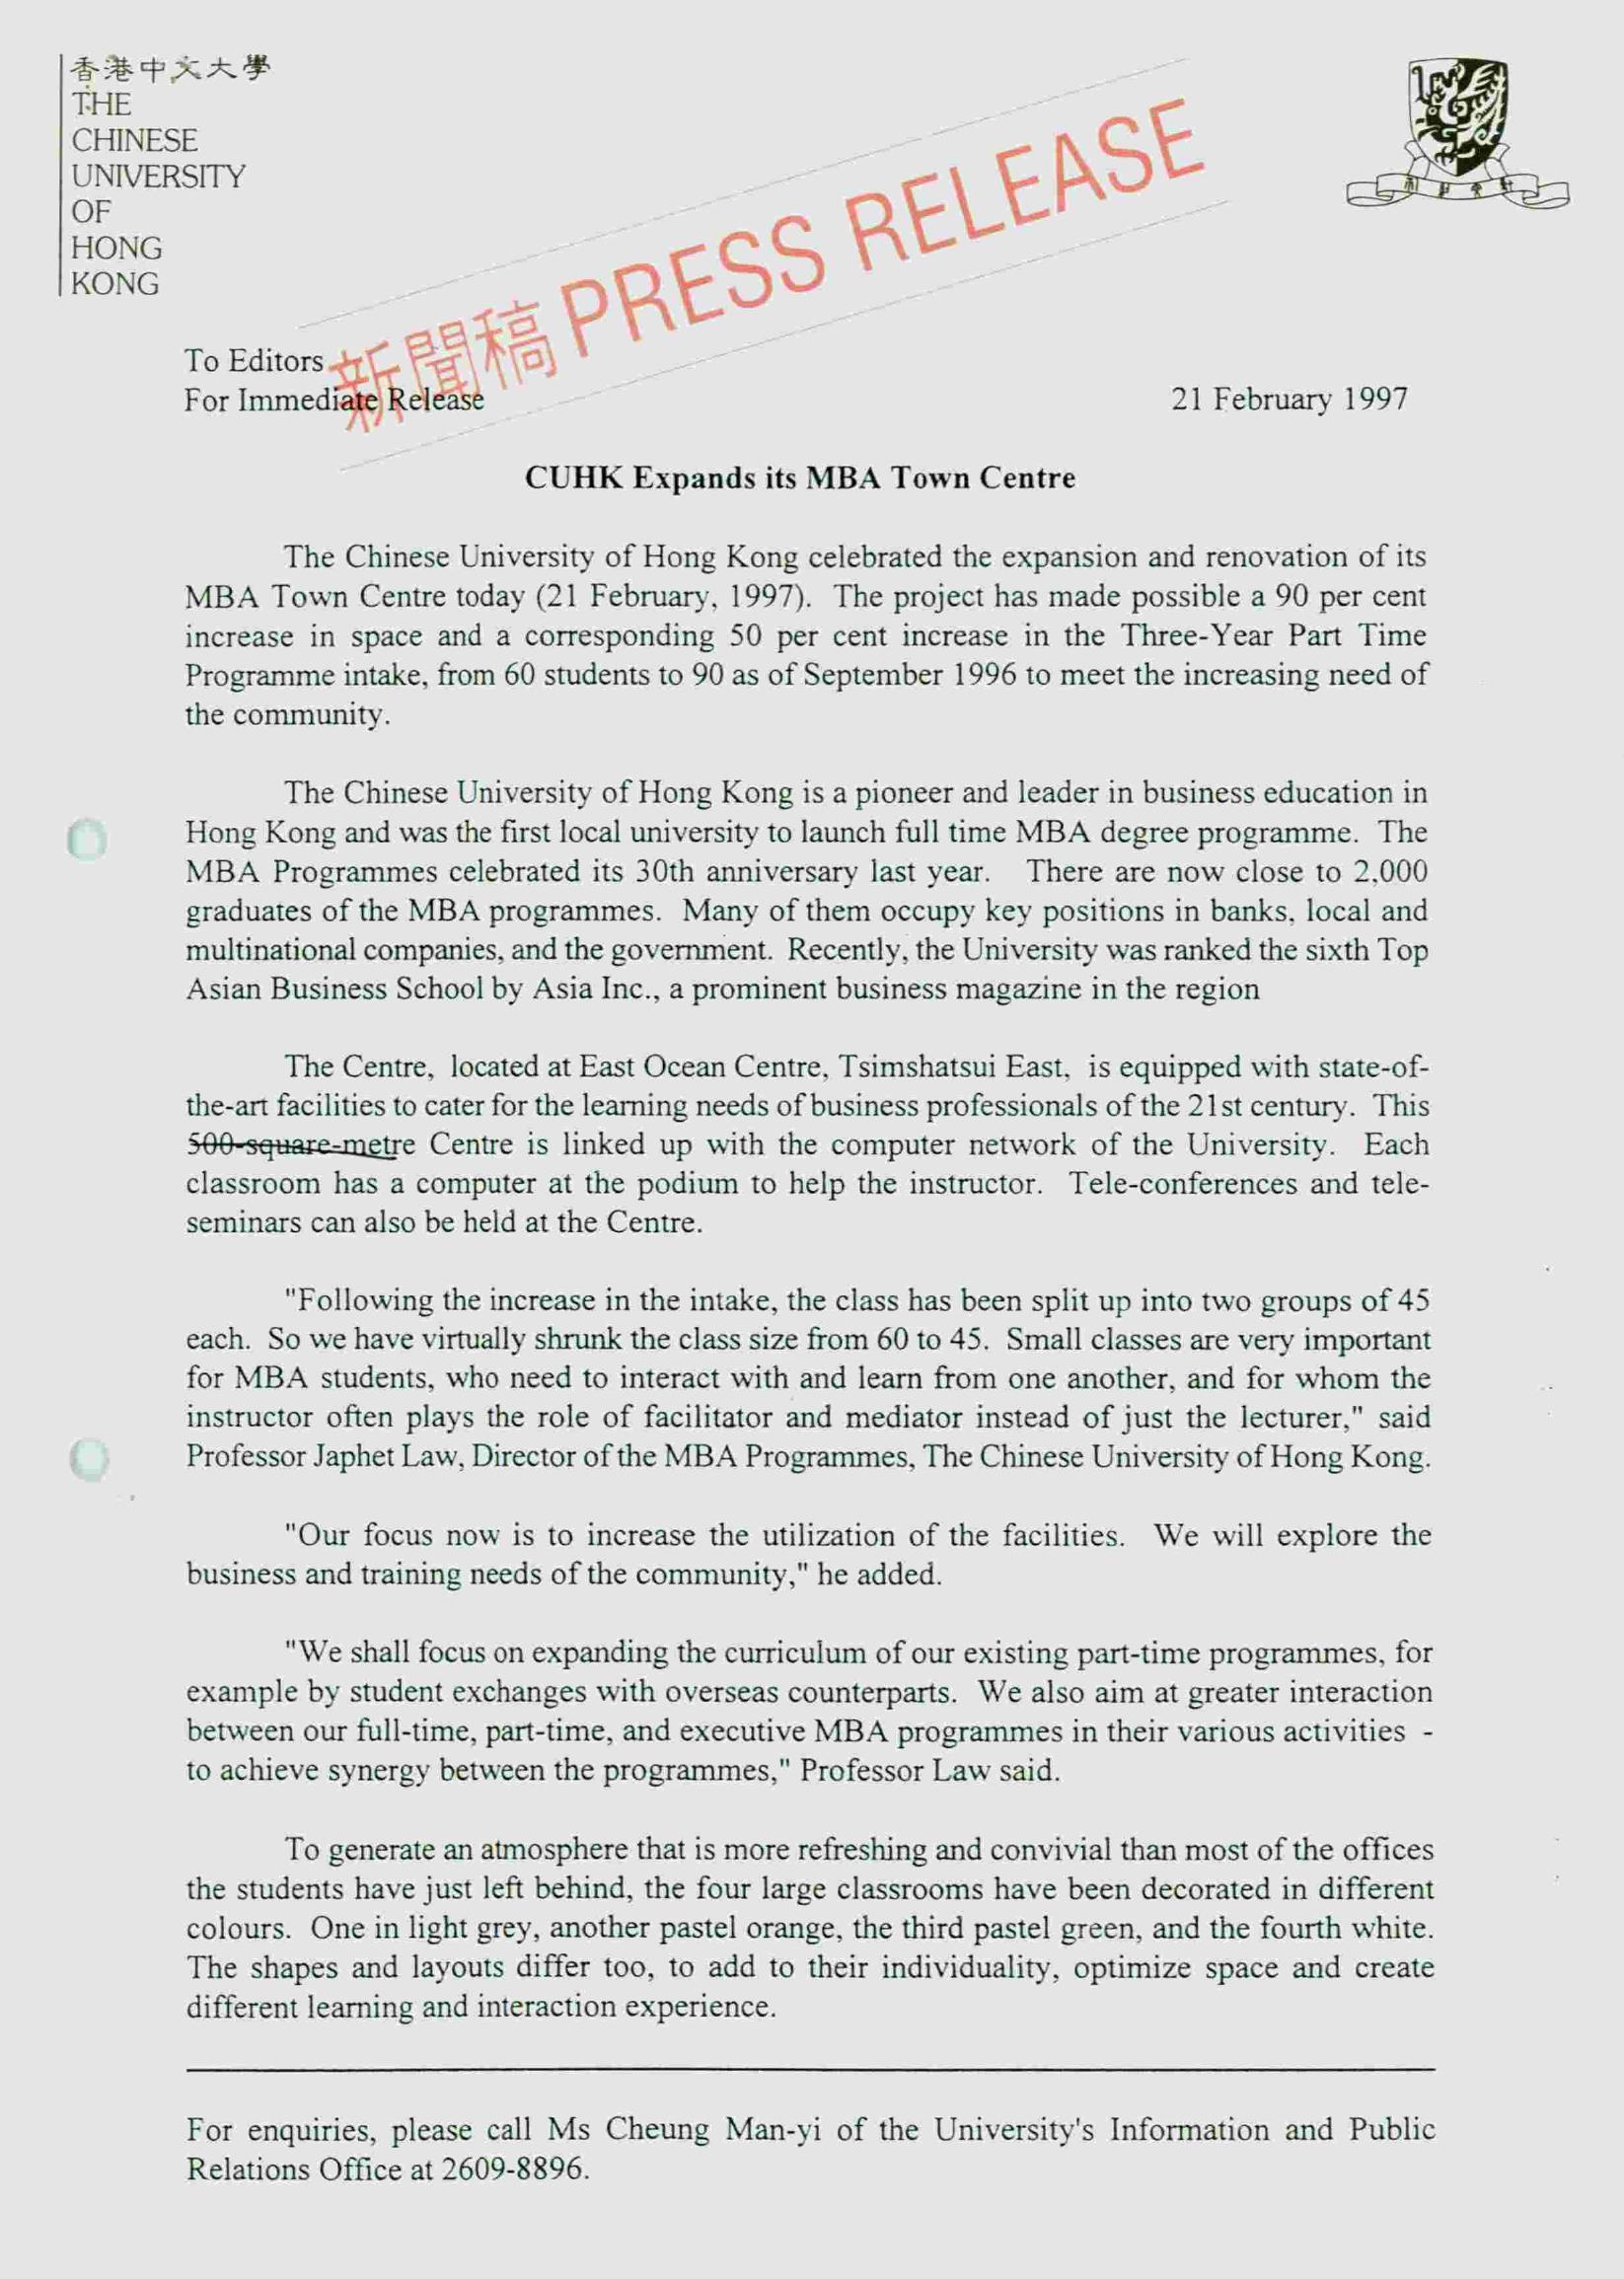 香港中文大學
THE
CHINESE
UNIVERSITY
OF
HONG
KONG
新聞稿 PRESS RELEASE
To Editors
For Immediate Release
21 February 1997
CUHK Expands its MBA Town Centre
The Chinese University of Hong Kong celebrated the expansion and renovation of its
MBA Town Centre today (21 February, 1997). The project has made possible a 90 per cent
increase in space and a corresponding 50 per cent increase in the Three-Year Part Time
Programme intake, from 60 students to 90 as of September 1996 to meet the increasing need of
the community.
The Chinese University of Hong Kong is a pioneer and leader in business education in
Hong Kong and was the first local university to launch full time MBA degree programme. The
MBA Programmes celebrated its 30th anniversary last year. There are now close to 2,000
graduates of the MBA programmes. Many of them occupy key positions in banks, local and
multinational companies, and the government. Recently, the University was ranked the sixth Top
Asian Business School by Asia Inc., a prominent business magazine in the region
The Centre, located at East Ocean Centre, Tsimshatsui East, is equipped with state-of-
the-art facilities to cater for the learning needs of business professionals of the 21st century. This
500-square-metre Centre is linked up with the computer network of the University. Each
classroom has a computer at the podium to help the instructor. Tele-conferences and tele-
seminars can also be held at the Centre.
"Following the increase in the intake, the class has been split up into two groups of 45
each. So we have virtually shrunk the class size from 60 to 45. Small classes are very important
for MBA students, who need to interact with and learn from one another, and for whom the
instructor often plays the role of facilitator and mediator instead of just the lecturer," said
Professor Japhet Law, Director of the MBA Programmes, The Chinese University of Hong Kong.
"Our focus now is to increase the utilization of the facilities. We will explore the
business and training needs of the community," he added.
"We shall focus on expanding the curriculum of our existing part-time programmes, for
example by student exchanges with overseas counterparts. We also aim at greater interaction
between our full-time, part-time, and executive MBA programmes in their various activities -
to achieve synergy between the programmes," Professor Law said.
To generate an atmosphere that is more refreshing and convivial than most of the offices
the students have just left behind, the four large classrooms have been decorated in different
colours. One in light grey, another pastel orange, the third pastel green, and the fourth white.
The shapes and layouts differ too, to add to their individuality, optimize space and create
different learning and interaction experience.
For enquiries, please call Ms Cheung Man-yi of the University's Information and Public
Relations Office at 2609-8896.